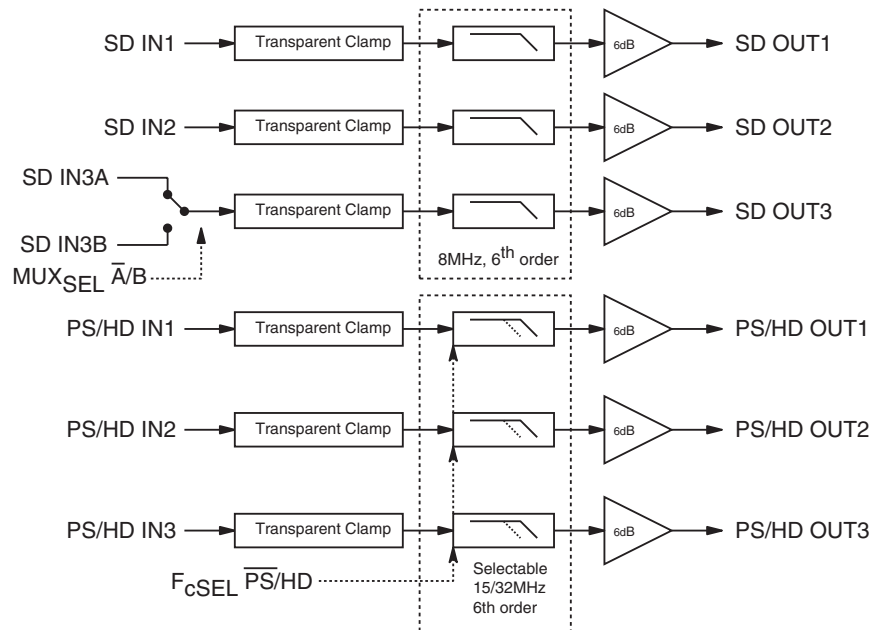 SD IN1 Transparent Clamp 6dB SD OUT1
SD IN2 Transparent Clamp 6dB SD OUT2
SD IN3A
Transparent Clamp 6dB SD OUT3
SD IN3B
8MHz, 6th order
MUXSEL A̅/B
PS/HD IN1 Transparent Clamp 6dB PS/HD OUT1
PS/HD IN2 Transparent Clamp 6dB PS/HD OUT2
PS/HD IN3 Transparent Clamp 6dB PS/HD OUT3
FcSEL P̅S̅/HD
Selectable
15/32MHz
6th order